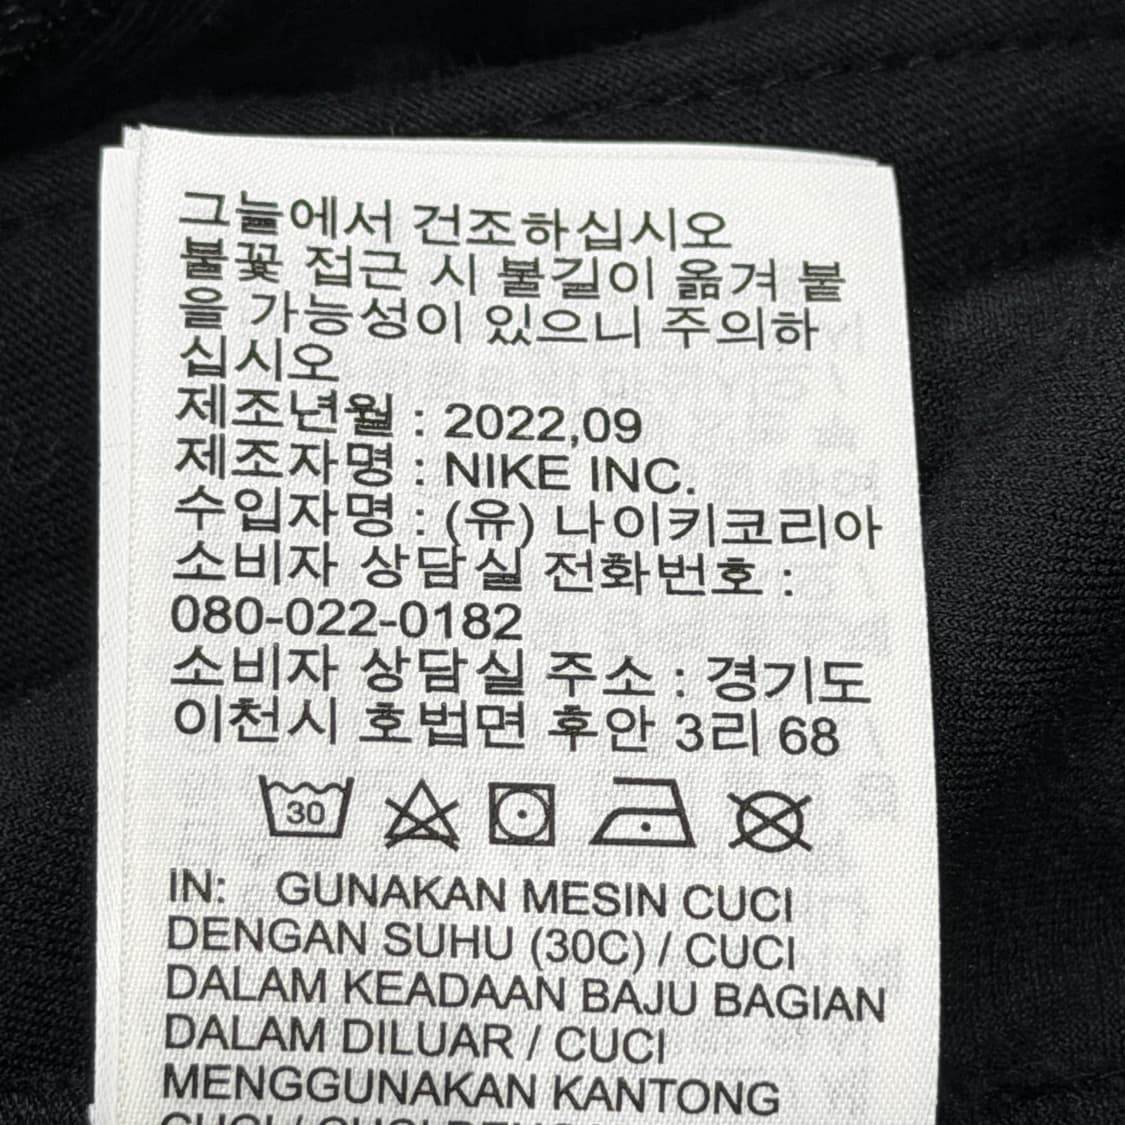 그늘에서 건조하십시오
불꽃 접근 시 불길이 옮겨 붙
을 가능성이 있으니 주의하
십시오
제조년월 : 2022,09
제조자명 : NIKE INC.
수입자명 : (유) 나이키코리아
소비자 상담실 전화번호 :
080-022-0182
소비자 상담실 주소 : 경기도
이천시 호법면 후안 3리 68
30
IN: GUNAKAN MESIN CUCI
DENGAN SUHU (30C) / CUCI
DALAM KEADAAN BAJU BAGIAN
DALAM DILUAR / CUCI
MENGGUNAKAN KANTONG